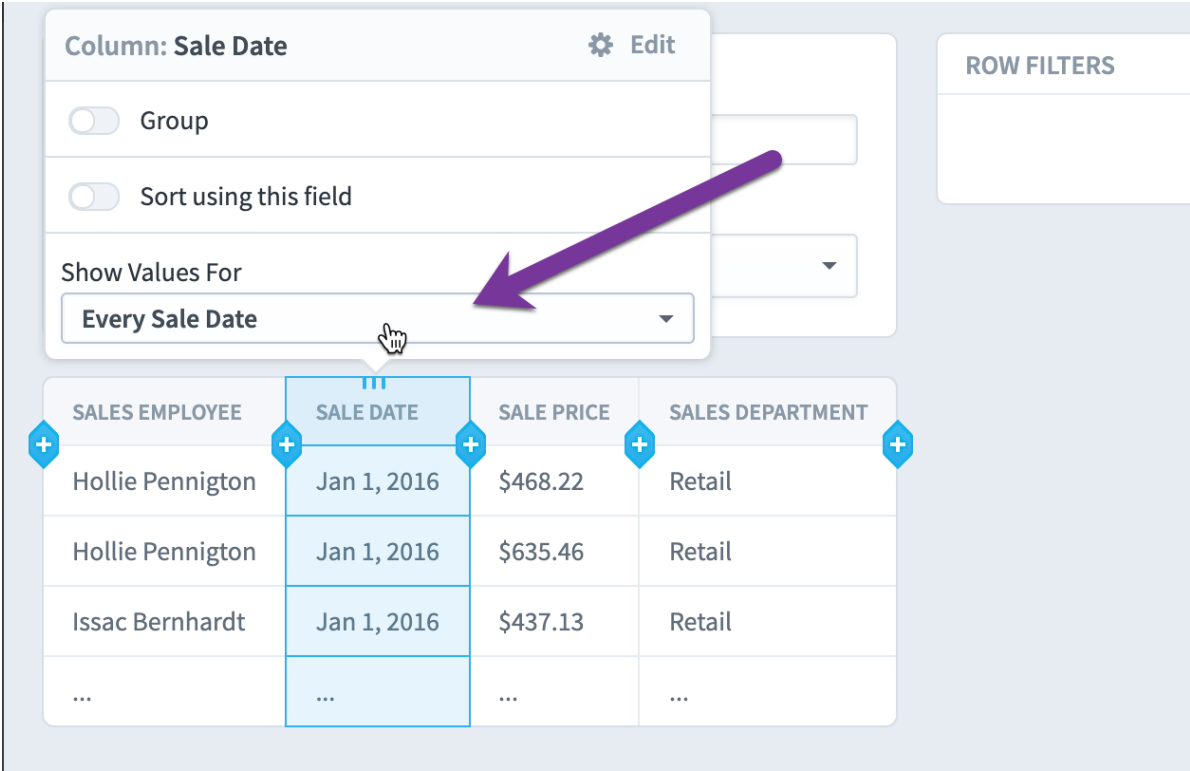 Column: Sale Date Edit
Group
Sort using this field
Show Values For
Every Sale Date
ROW FILTERS
SALES EMPLOYEE SALE DATE SALE PRICE SALES DEPARTMENT
Hollie Pennigton Jan 1, 2016 $468.22 Retail
Hollie Pennigton Jan 1, 2016 $635.46 Retail
Issac Bernhardt Jan 1, 2016 $437.13 Retail
... ... ... ...